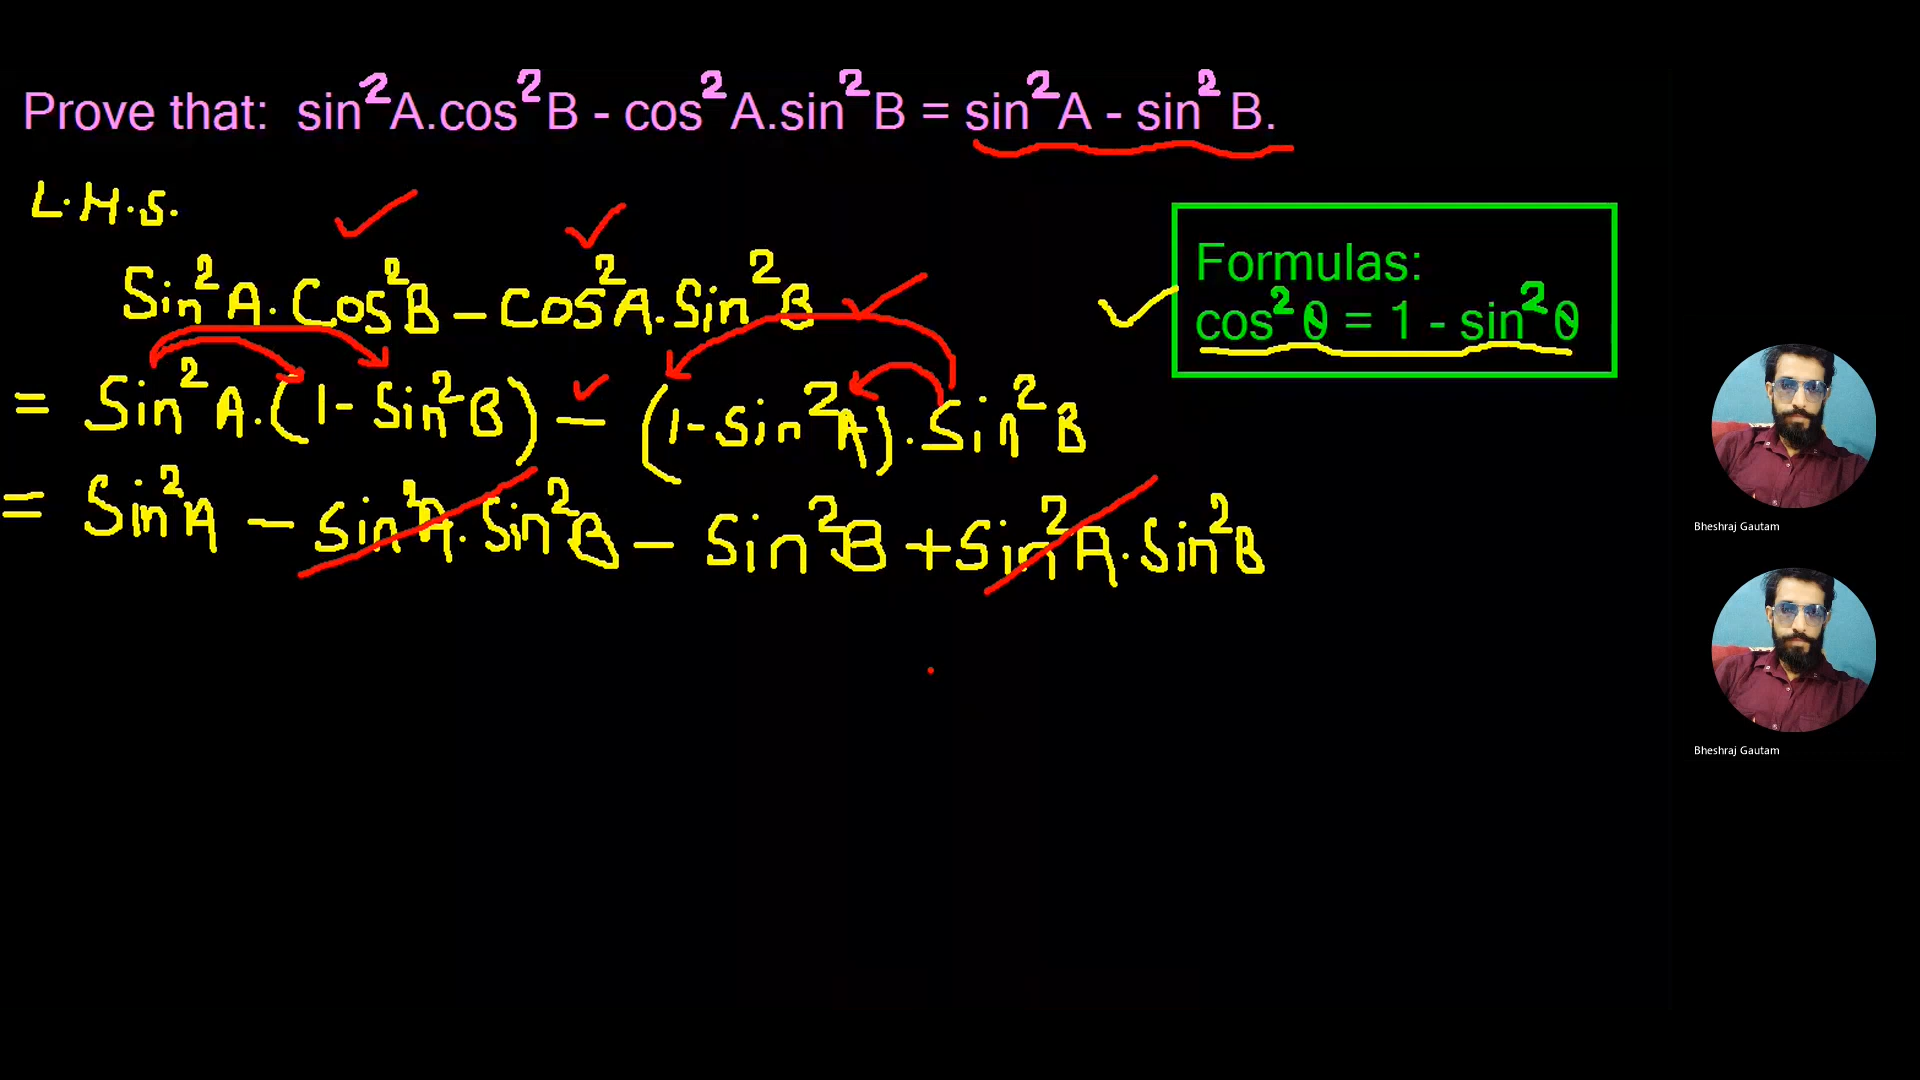 Prove that: sin²A.cos²B - cos²A.sin²B = sin²A - sin²B.
L.H.S.
Sin²A.Cos²B - Cos²A.Sin²B
= Sin²A.(1-Sin²B) - (1-Sin²A).Sin²B
= Sin²A - Sin²A.Sin²B - Sin²B + Sin²A.Sin²B
Formulas:
cos²θ = 1 - sin²θ
Bheshraj Gautam
Bheshraj Gautam